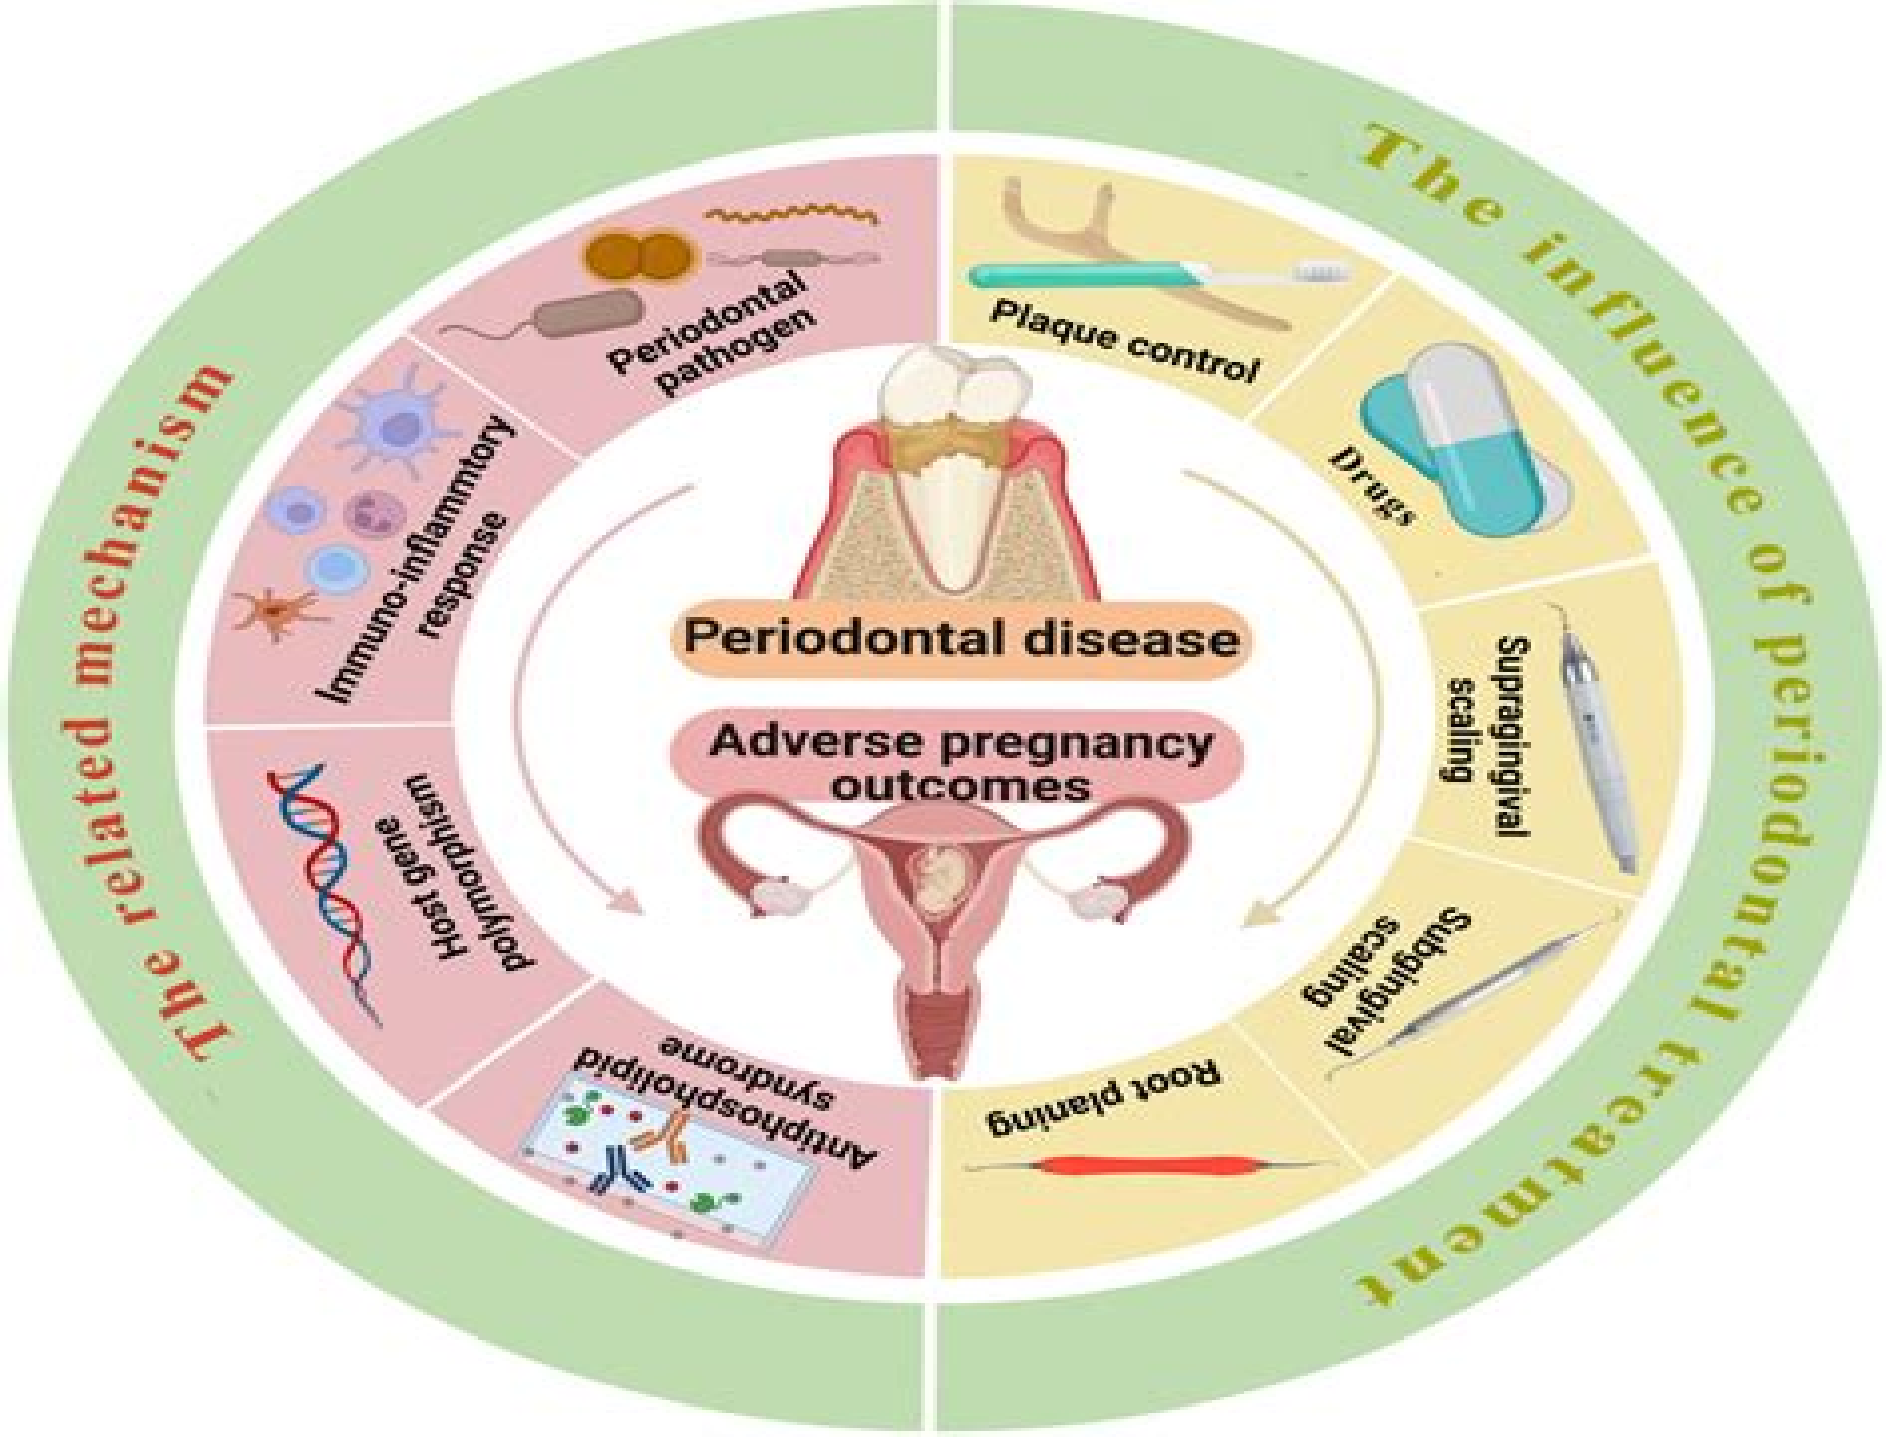 The related mechanism
The influence of periodontal treatment
Periodontal
pathogen
Immuno-inflammtory
response
Host gene
polymorphism
Antiphospholipid
syndrome
Plaque control
Drugs
Supragingival
scaling
Subgingival
scaling
Root planing
Periodontal disease
Adverse pregnancy
outcomes